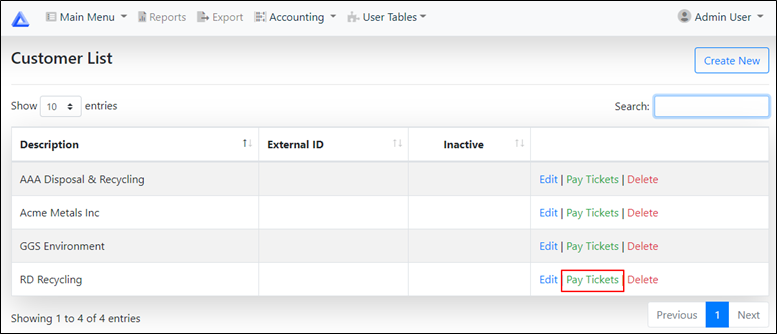 Main Menu Reports Export Accounting User Tables Admin User
Customer List Create New
Show 10 entries Search:
Description External ID Inactive
AAA Disposal & Recycling Edit | Pay Tickets | Delete
Acme Metals Inc Edit | Pay Tickets | Delete
GGS Environment Edit | Pay Tickets | Delete
RD Recycling Edit | Pay Tickets | Delete
Showing 1 to 4 of 4 entries Previous 1 Next